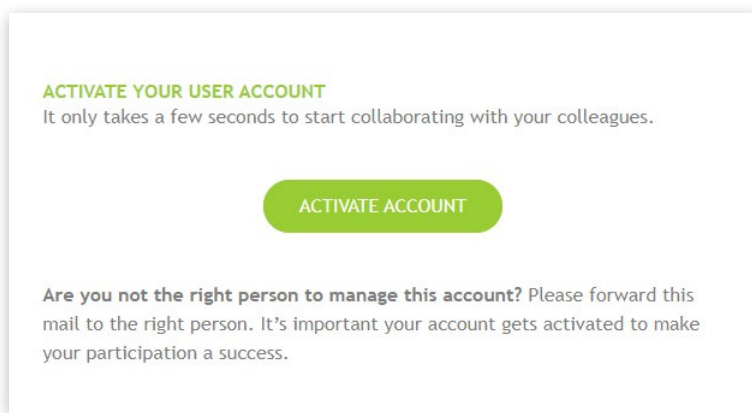 ACTIVATE YOUR USER ACCOUNT
It only takes a few seconds to start collaborating with your colleagues.
ACTIVATE ACCOUNT
Are you not the right person to manage this account? Please forward this
mail to the right person. It’s important your account gets activated to make
your participation a success.